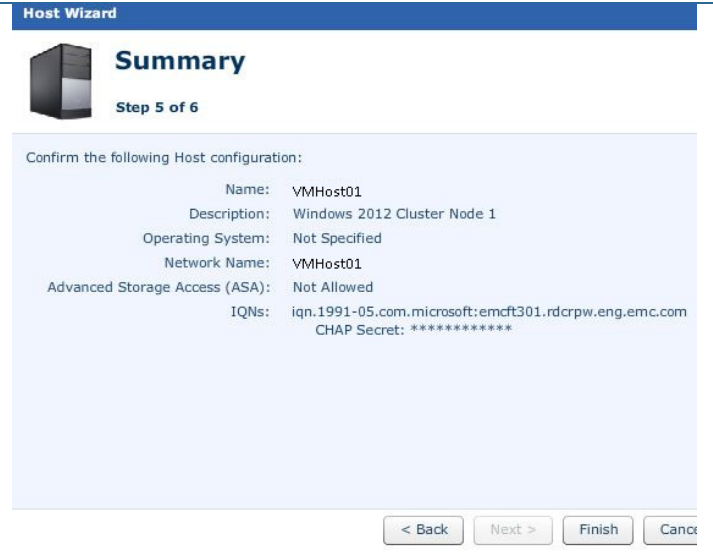 Host Wizard
Summary
Step 5 of 6
Confirm the following Host configuration:
Name: VMHost01
Description: Windows 2012 Cluster Node 1
Operating System: Not Specified
Network Name: VMHost01
Advanced Storage Access (ASA): Not Allowed
IQNs: iqn.1991-05.com.microsoft:emcft301.rdcrpw.eng.emc.com
CHAP Secret: ************
< Back Next > Finish Cance